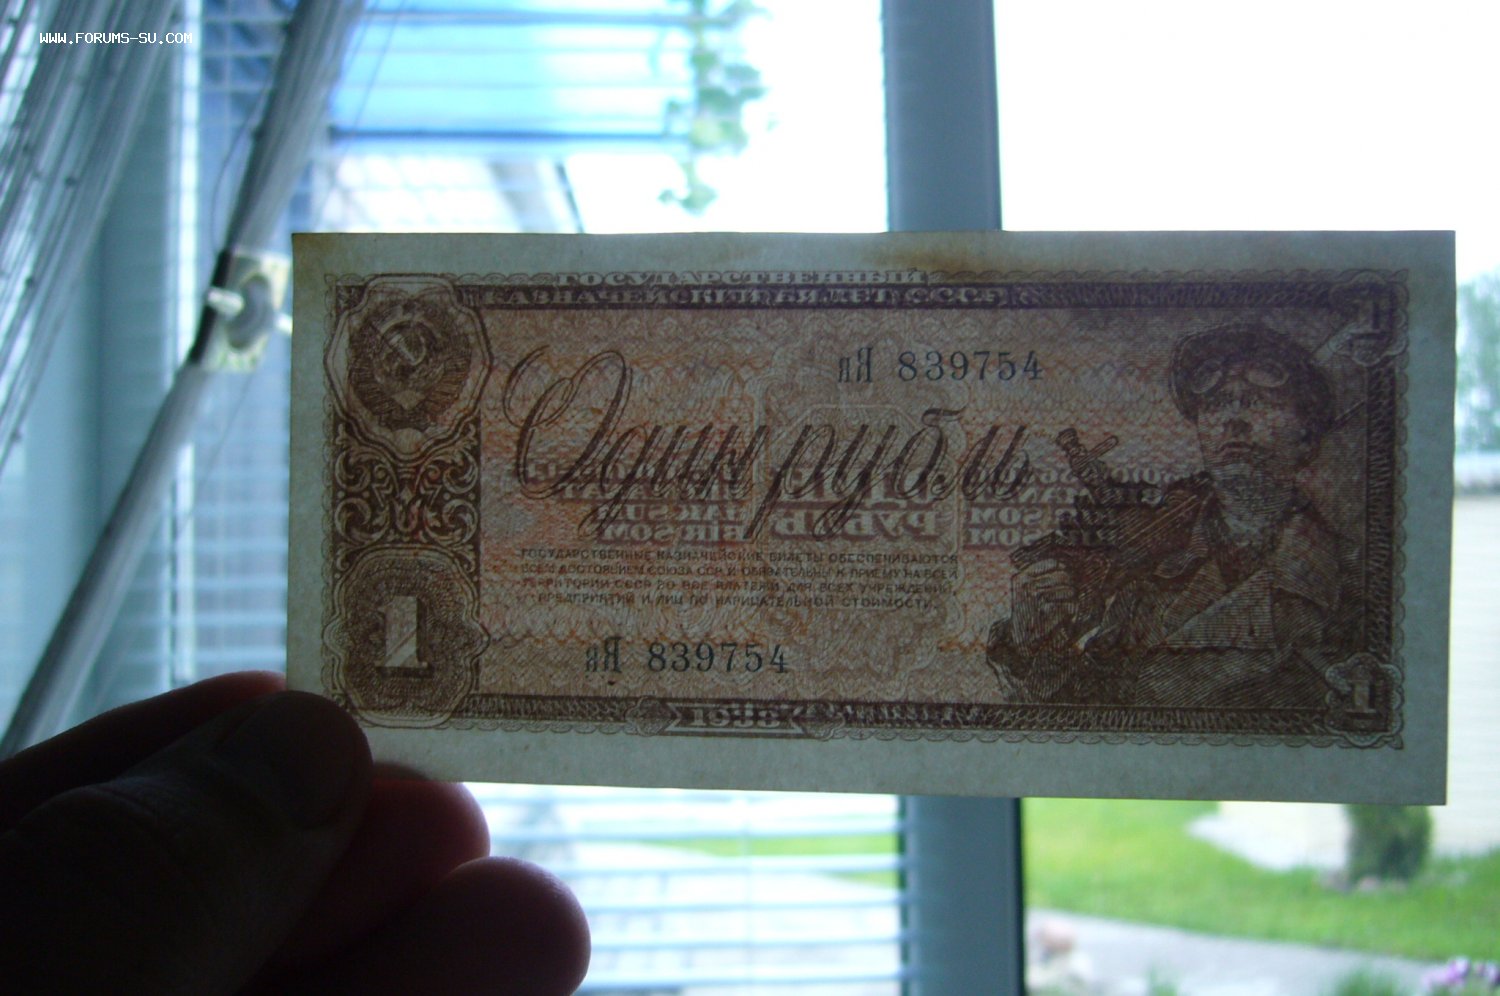 WWW.FORUMS-SU.COM
ГОСУДАРСТВЕННЫЙ
КАЗНАЧЕЙСКИЙ БИЛЕТ СССР
1
яЯ 839754
Один рубль
ГОСУДАРСТВЕННЫЕ КАЗНАЧЕЙСКИЕ БИЛЕТЫ ОБЕСПЕЧИВАЮТСЯ
ВСЕМ ДОСТОЯНИЕМ СОЮЗА ССР И ОБЯЗАТЕЛЬНЫ К ПРИЕМУ НА ВСЕЙ
ТЕРРИТОРИИ СССР ВО ВСЕ ПЛАТЕЖИ ДЛЯ ВСЕХ УЧРЕЖДЕНИЙ,
ПРЕДПРИЯТИЙ И ЛИЦ ПО НАРИЦАТЕЛЬНОЙ СТОИМОСТИ.
1
яЯ 839754
1
1938